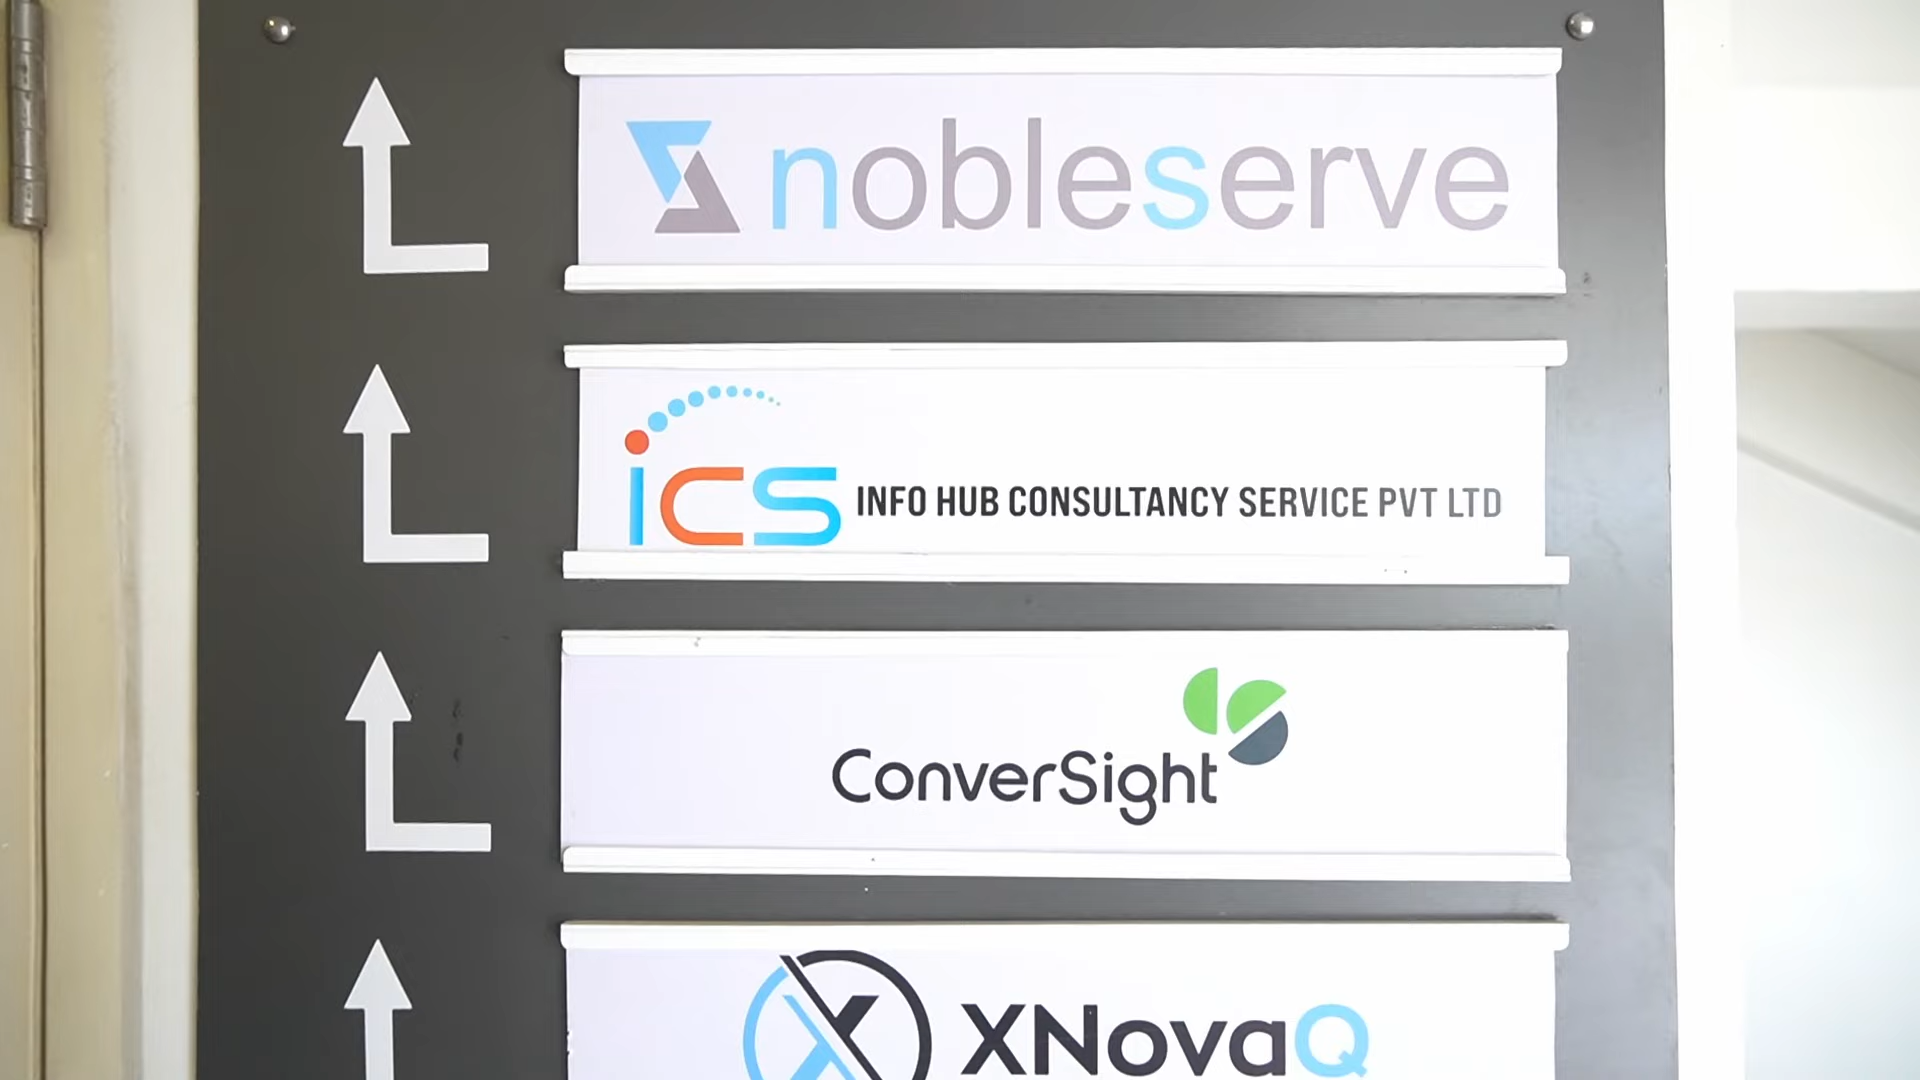 nobleserve
ics INFO HUB CONSULTANCY SERVICE PVT LTD
ConverSight
XNovaQ